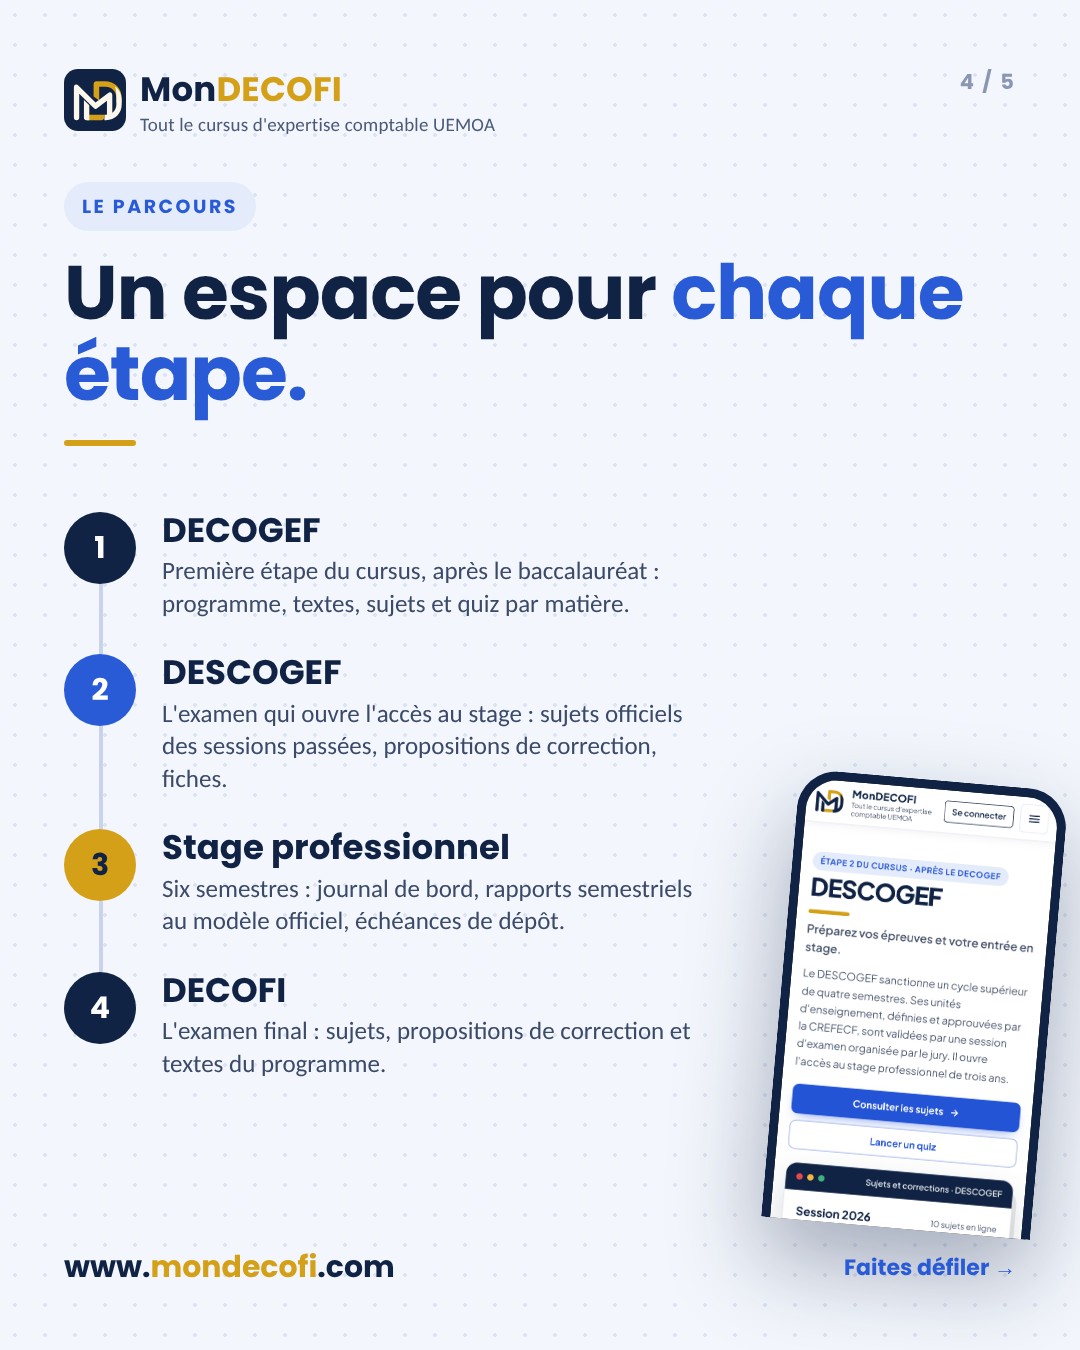 MonDECOFI
Tout le cursus d'expertise comptable UEMOA
4 / 5
LE PARCOURS
Un espace pour chaque
étape.
1
DECOGEF
Première étape du cursus, après le baccalauréat :
programme, textes, sujets et quiz par matière.
2
DESCOGEF
L'examen qui ouvre l'accès au stage : sujets officiels
des sessions passées, propositions de correction,
fiches.
3
Stage professionnel
Six semestres : journal de bord, rapports semestriels
au modèle officiel, échéances de dépôt.
4
DECOFI
L'examen final : sujets, propositions de correction et
textes du programme.
MonDECOFI
Tout le cursus d'expertise
comptable UEMOA
Se connecter
ÉTAPE 2 DU CURSUS · APRÈS LE DECOGEF
DESCOGEF
Préparez vos épreuves et votre entrée en
stage.
Le DESCOGEF sanctionne un cycle supérieur
de quatre semestres. Ses unités
d'enseignement, définies et approuvées par
la CREFECF, sont validées par une session
d'examen organisée par le jury. Il ouvre
l'accès au stage professionnel de trois ans.
Consulter les sujets →
Lancer un quiz
Sujets et corrections · DESCOGEF
Session 2026
10 sujets en ligne
www.mondecofi.com
Faites défiler →